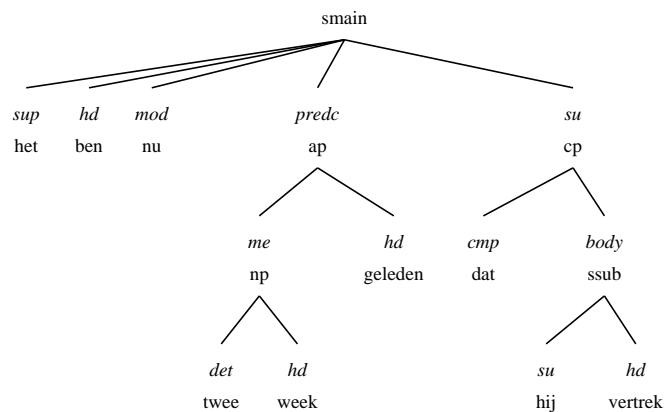 smain
sup hd mod predc su
het ben nu ap cp
me hd cmp body
np geleden dat ssub
det hd su hd
twee week hij vertrek